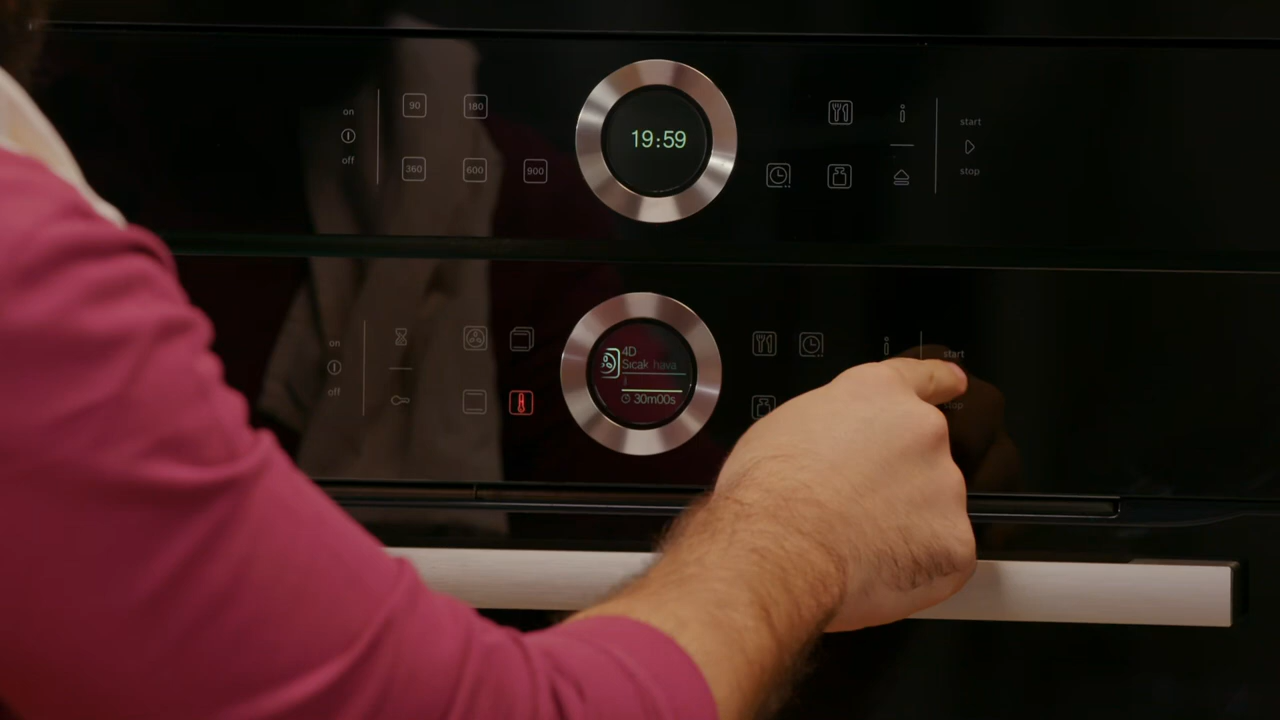 on
off
90
180
360
600
900
19:59
i
start
stop
on
off
4D
Sıcak hava
30m00s
i
start